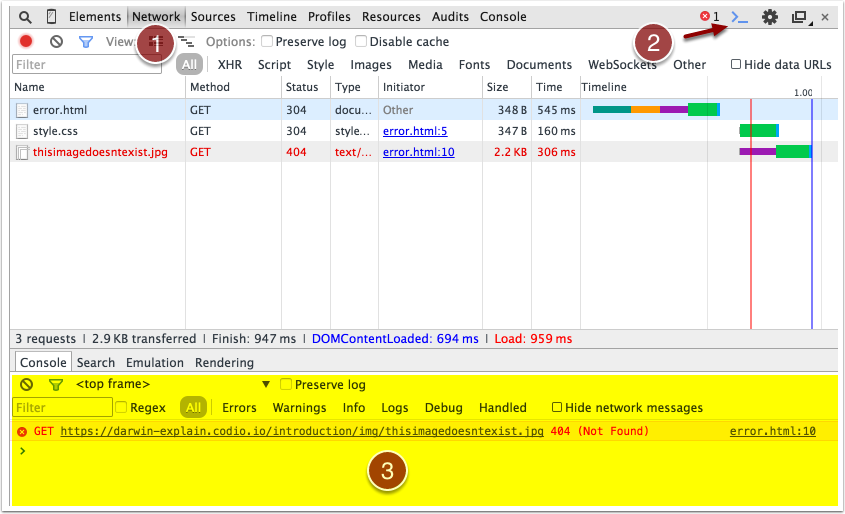 Elements Network Sources Timeline Profiles Resources Audits Console 1
View: 1 Options: Preserve log Disable cache 2
Filter All XHR Script Style Images Media Fonts Documents WebSockets Other Hide data URLs
Name Method Status Type Initiator Size Time Timeline
1.00
error.html GET 304 docu... Other 348 B 545 ms
style.css GET 304 style... error.html:5 347 B 160 ms
thisimagedoesntexist.jpg GET 404 text/... error.html:10 2.2 KB 306 ms
3 requests | 2.9 KB transferred | Finish: 947 ms | DOMContentLoaded: 694 ms | Load: 959 ms
Console Search Emulation Rendering
<top frame> Preserve log
Filter Regex All Errors Warnings Info Logs Debug Handled Hide network messages
GET https://darwin-explain.codio.io/introduction/img/thisimagedoesntexist.jpg 404 (Not Found) error.html:10
>
3